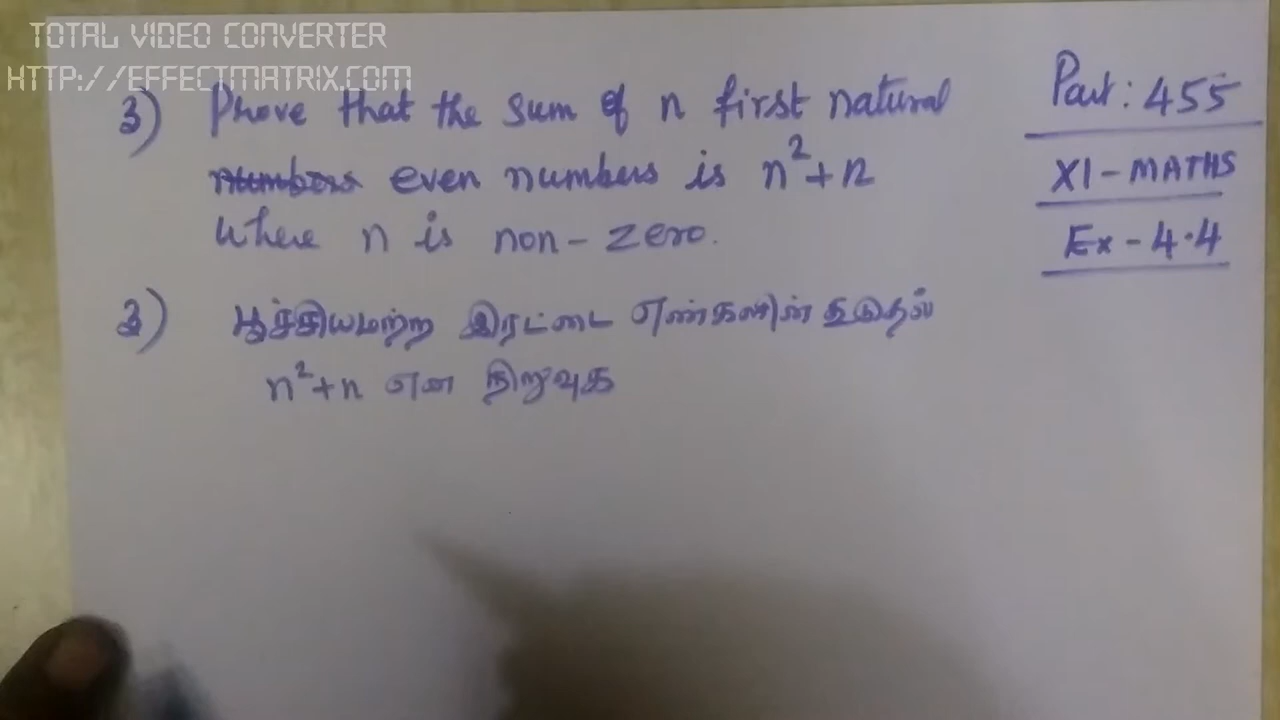 TOTAL VIDEO CONVERTER
HTTP://EFFECTMATRIX.COM
3) Prove that the sum of n first natural
numbers even numbers is n²+n
where n is non-zero.
Part: 455
XI-MATHS
Ex-4.4
3) பூச்சியமற்ற இரட்டை எண்களின் கூடுதல்
n²+n என நிறுவுக